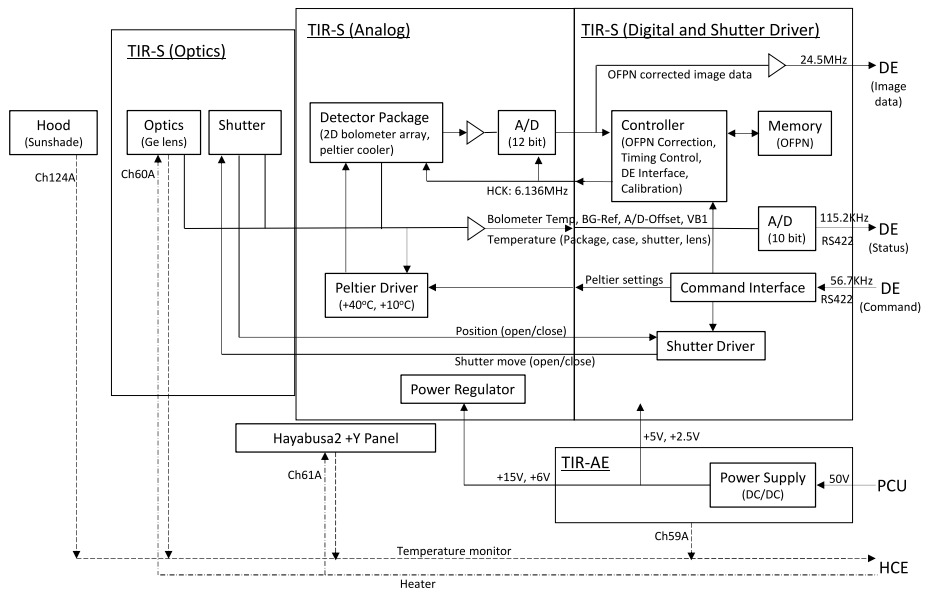 TIR-S (Optics)
TIR-S (Analog)
TIR-S (Digital and Shutter Driver)
24.5MHz
DE
(Image
data)
OFPN corrected image data
Hood
(Sunshade)
Optics
(Ge lens)
Shutter
Detector Package
(2D bolometer array,
peltier cooler)
A/D
(12 bit)
Controller
(OFPN Correction,
Timing Control,
DE Interface,
Calibration)
Memory
(OFPN)
Ch124A
Ch60A
HCK: 6.136MHz
Bolometer Temp, BG-Ref, A/D-Offset, VB1
Temperature (Package, case, shutter, lens)
A/D
(10 bit)
115.2KHz
RS422
DE
(Status)
Peltier Driver
(+40°C, +10°C)
Peltier settings
Command Interface
56.7KHz
RS422
DE
(Command)
Position (open/close)
Shutter Driver
Shutter move (open/close)
Power Regulator
Hayabusa2 +Y Panel
+5V, +2.5V
Ch61A
TIR-AE
+15V, +6V
Power Supply
(DC/DC)
50V
PCU
Ch59A
Temperature monitor
HCE
Heater